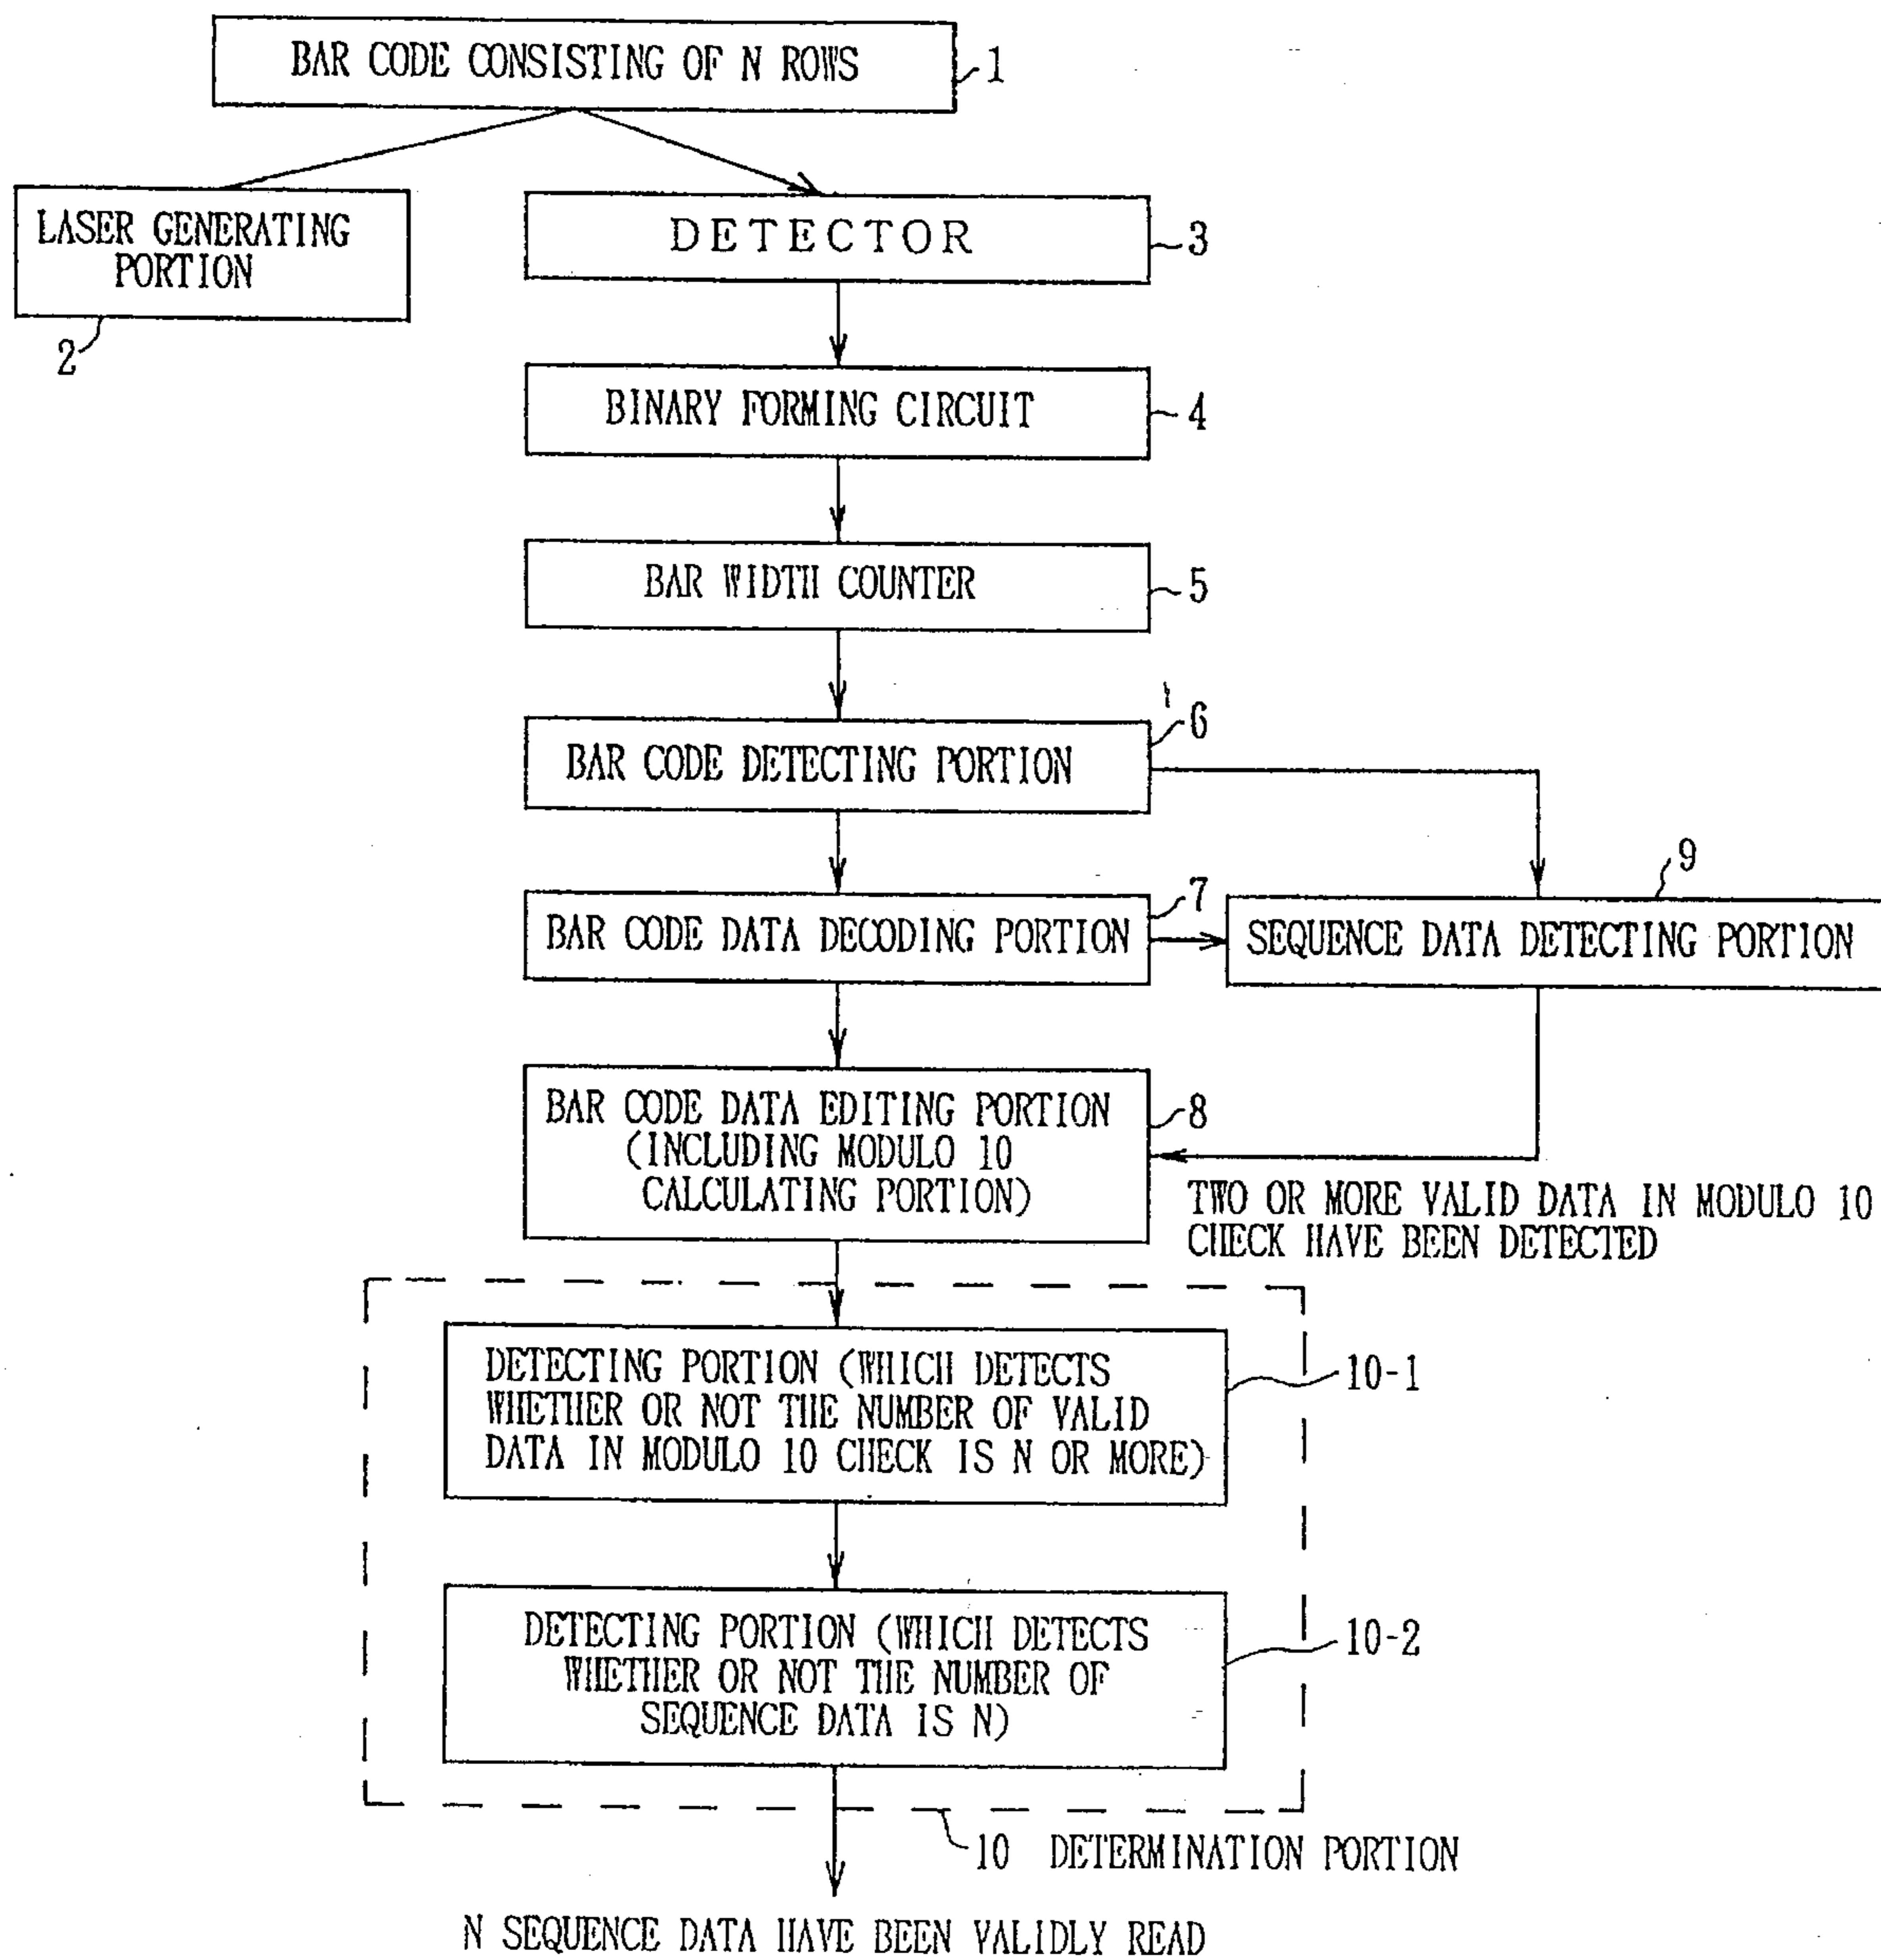 BAR CODE CONSISTING OF N ROWS
1
LASER GENERATING
PORTION
2
DETECTOR
3
BINARY FORMING CIRCUIT
4
BAR WIDTH COUNTER
5
BAR CODE DETECTING PORTION
6
BAR CODE DATA DECODING PORTION
7
SEQUENCE DATA DETECTING PORTION
9
BAR CODE DATA EDITING PORTION
(INCLUDING MODULO 10
CALCULATING PORTION)
8
TWO OR MORE VALID DATA IN MODULO 10
CHECK HAVE BEEN DETECTED
DETECTING PORTION (WHICH DETECTS
WHETHER OR NOT THE NUMBER OF VALID
DATA IN MODULO 10 CHECK IS N OR MORE)
10-1
DETECTING PORTION (WHICH DETECTS
WHETHER OR NOT THE NUMBER OF
SEQUENCE DATA IS N)
10-2
10 DETERMINATION PORTION
N SEQUENCE DATA HAVE BEEN VALIDLY READ